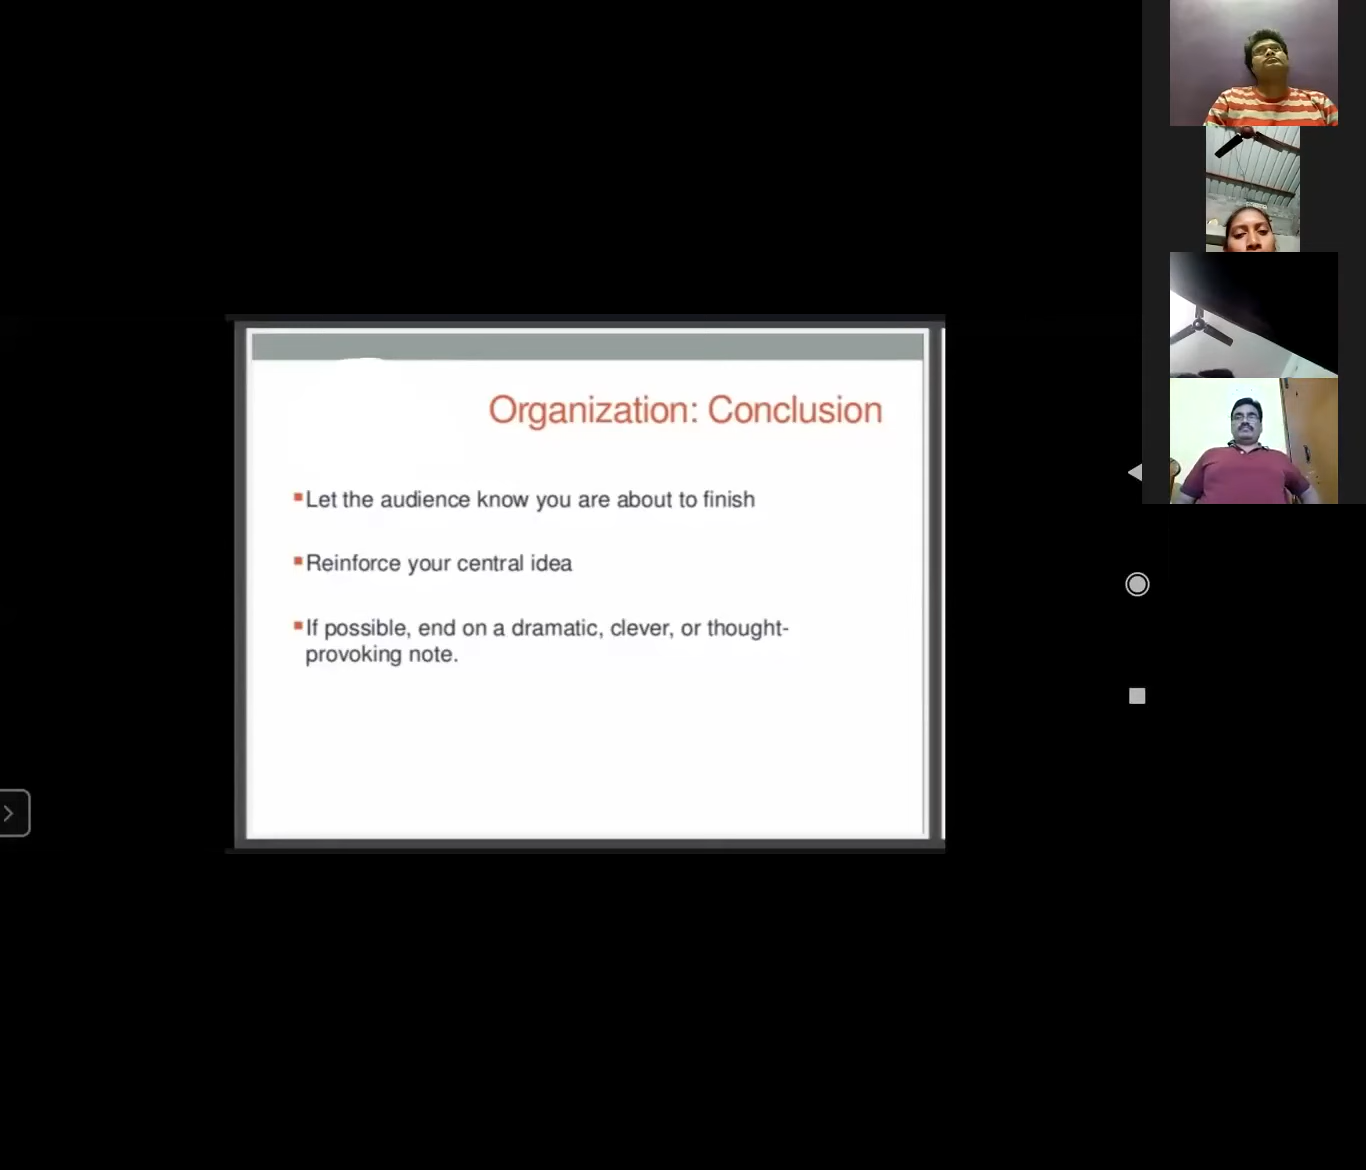 Organization: Conclusion
Let the audience know you are about to finish
Reinforce your central idea
If possible, end on a dramatic, clever, or thought-
provoking note.